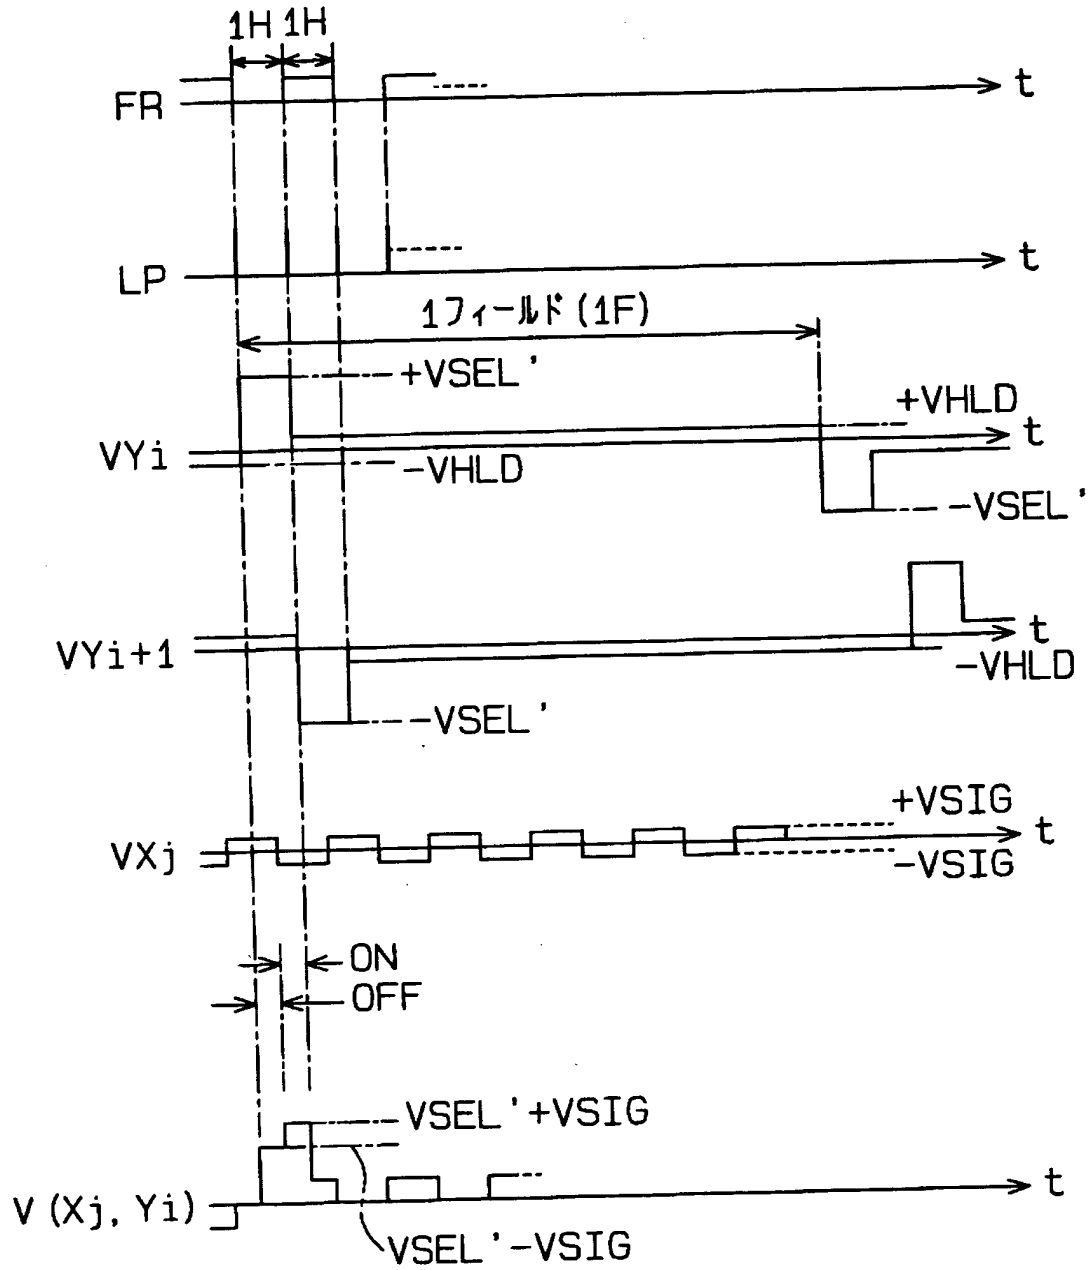 1H 1H
FR
t
LP
t
1フィールド(1F)
+VSEL'
+VHLD
VYi
t
-VHLD
-VSEL'
VYi+1
t
-VHLD
-VSEL'
+VSIG
VXj
t
-VSIG
ON
OFF
VSEL'+VSIG
V(Xj, Yi)
t
VSEL'-VSIG